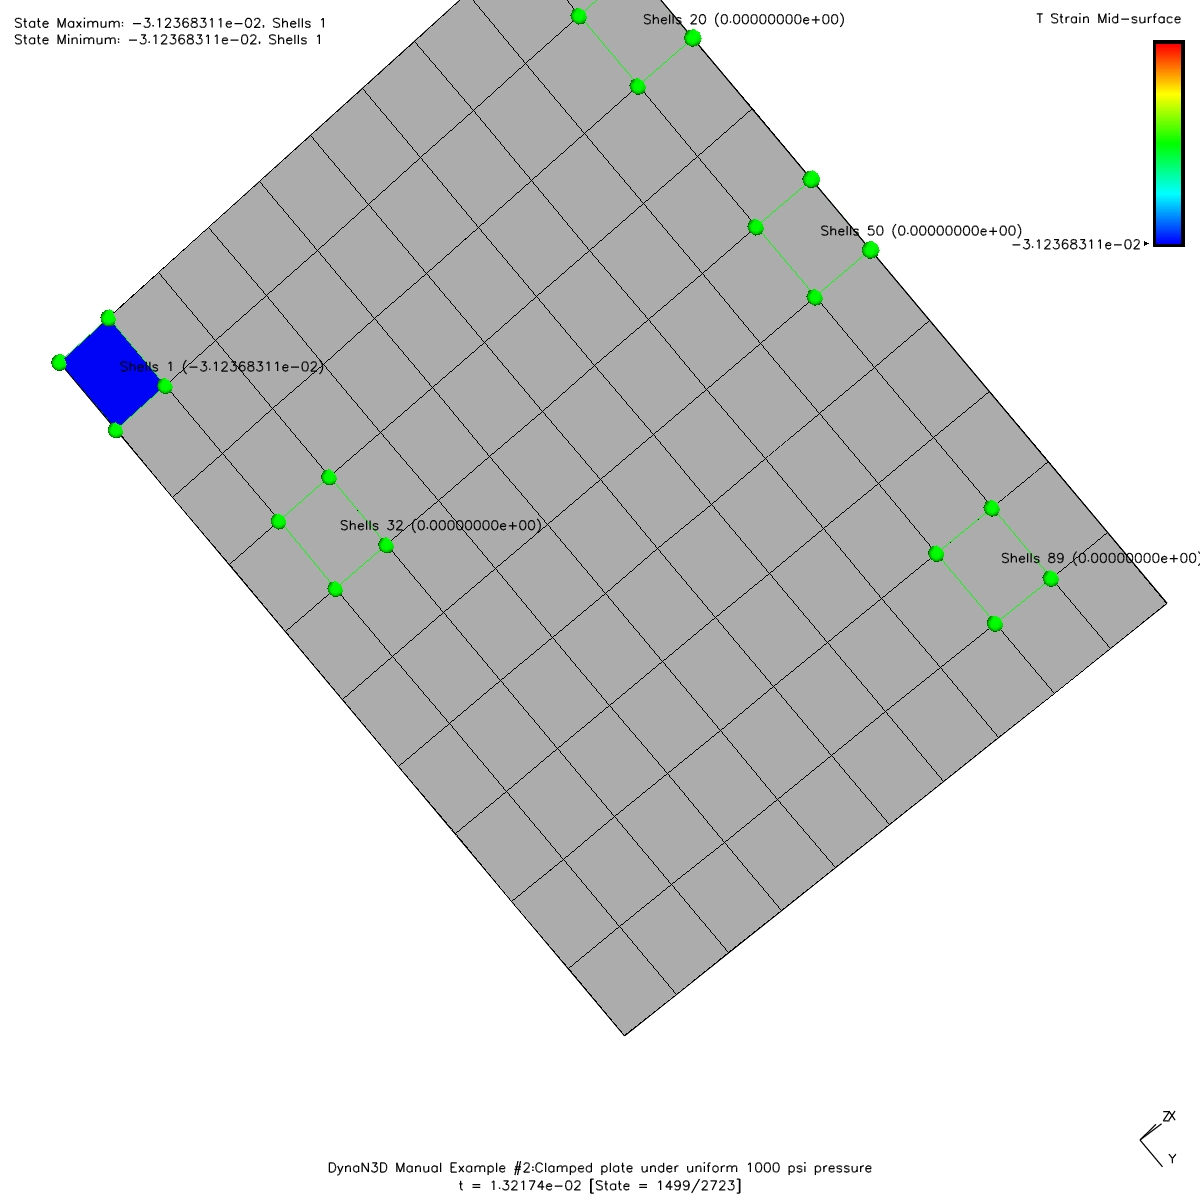 State Maximum: -3.12368311e-02, Shells 1
State Minimum: -3.12368311e-02, Shells 1
T Strain Mid-surface
Shells 20 (0.00000000e+00)
Shells 50 (0.00000000e+00)
-3.12368311e-02
Shells 1 (-3.12368311e-02)
Shells 32 (0.00000000e+00)
Shells 89 (0.00000000e+00)
ZX
Y
DynaN3D Manual Example #2:Clamped plate under uniform 1000 psi pressure
t = 1.32174e-02 [State = 1499/2723]